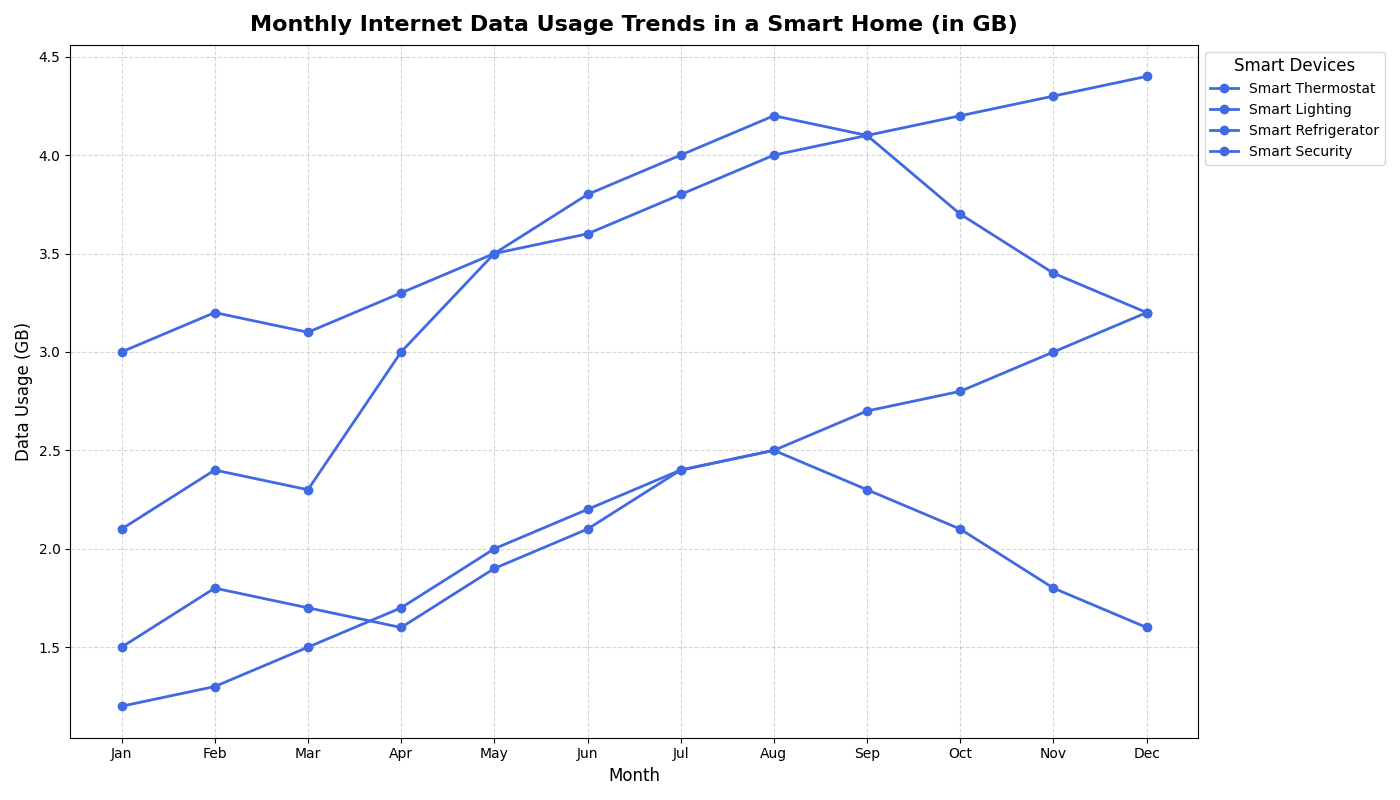 Monthly Internet Data Usage Trends in a Smart Home (in GB)
Smart Devices
Smart Thermostat
Smart Lighting
Smart Refrigerator
Smart Security
Data Usage (GB)
4.5
4.0
3.5
3.0
2.5
2.0
1.5
Jan Feb Mar Apr May Jun Jul Aug Sep Oct Nov Dec
Month